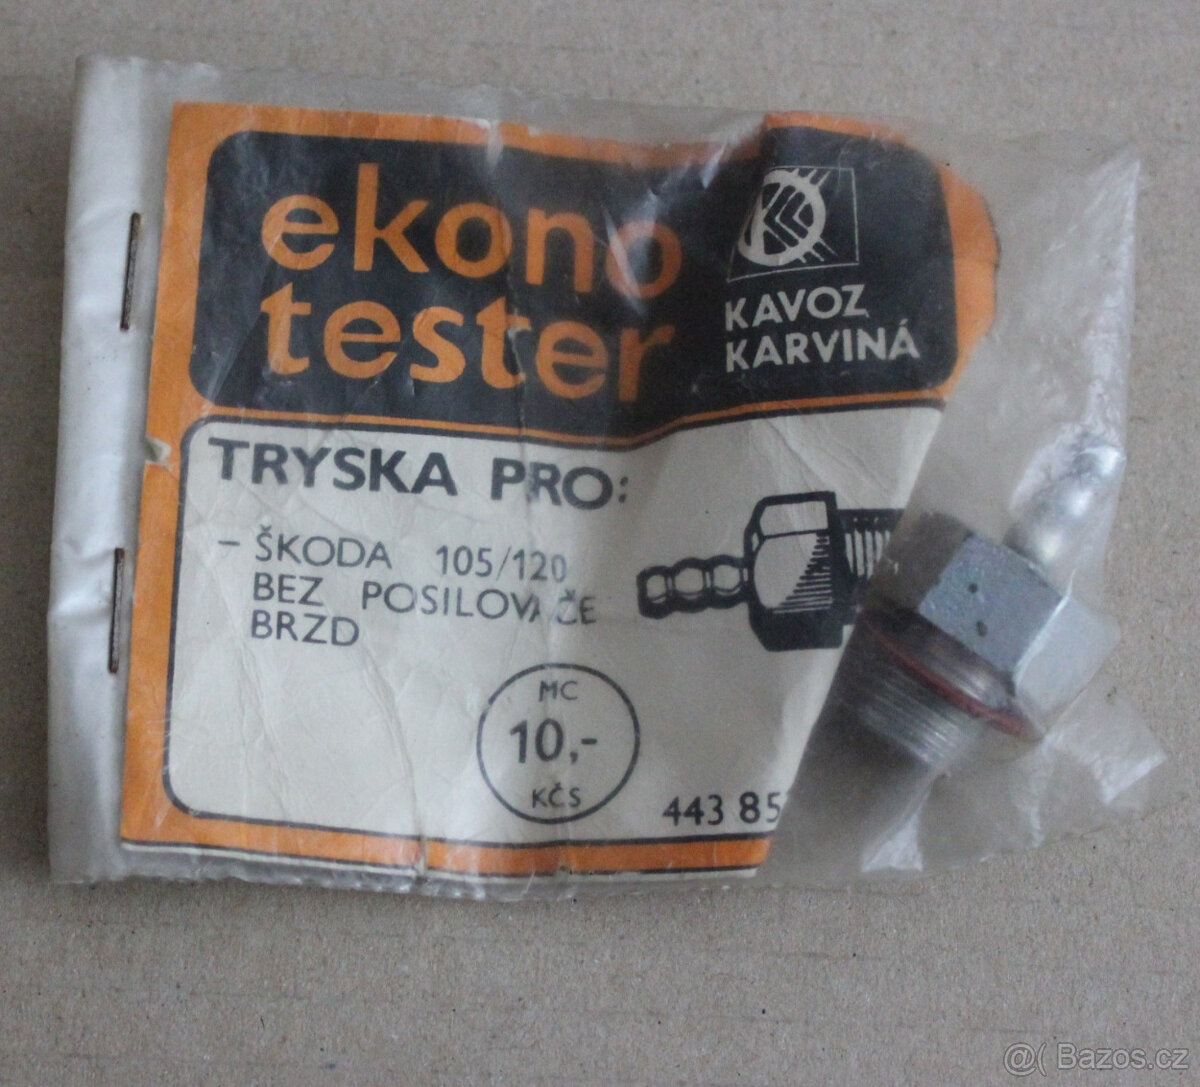 ekono
tester
KAVOZ
KARVINÁ
TRYSKA PRO:
- ŠKODA 105/120
BEZ POSILOVAČE
BRZD
MC
10,-
KČS
443 85
@( Bazos.cz